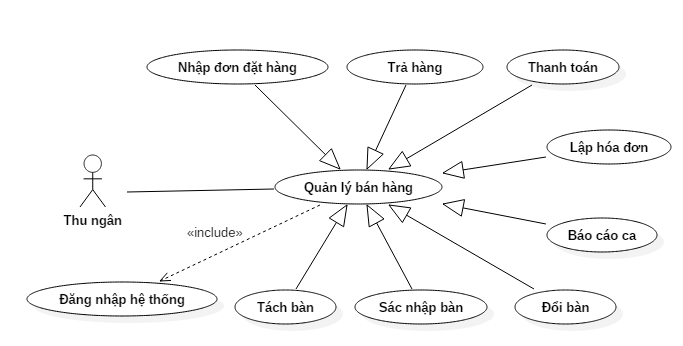 Nhập đơn đặt hàng
Trả hàng
Thanh toán
Lập hóa đơn
Quản lý bán hàng
Thu ngân
«include»
Báo cáo ca
Đăng nhập hệ thống
Tách bàn
Sác nhập bàn
Đổi bàn